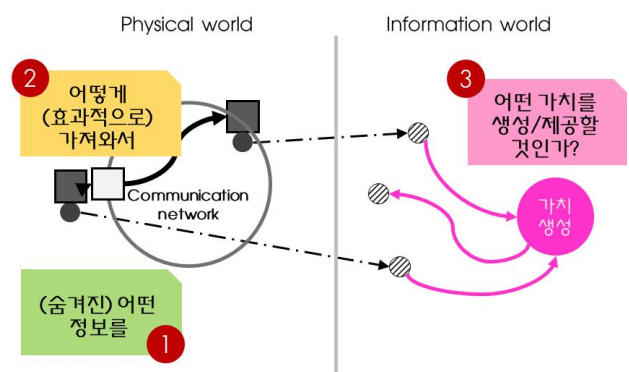 Physical world
Information world
2
어떻게
(효과적으로)
가져와서
3
어떤 가치를
생성/제공할
것인가?
Communication
network
가치
생성
(숨겨진) 어떤
정보를
1